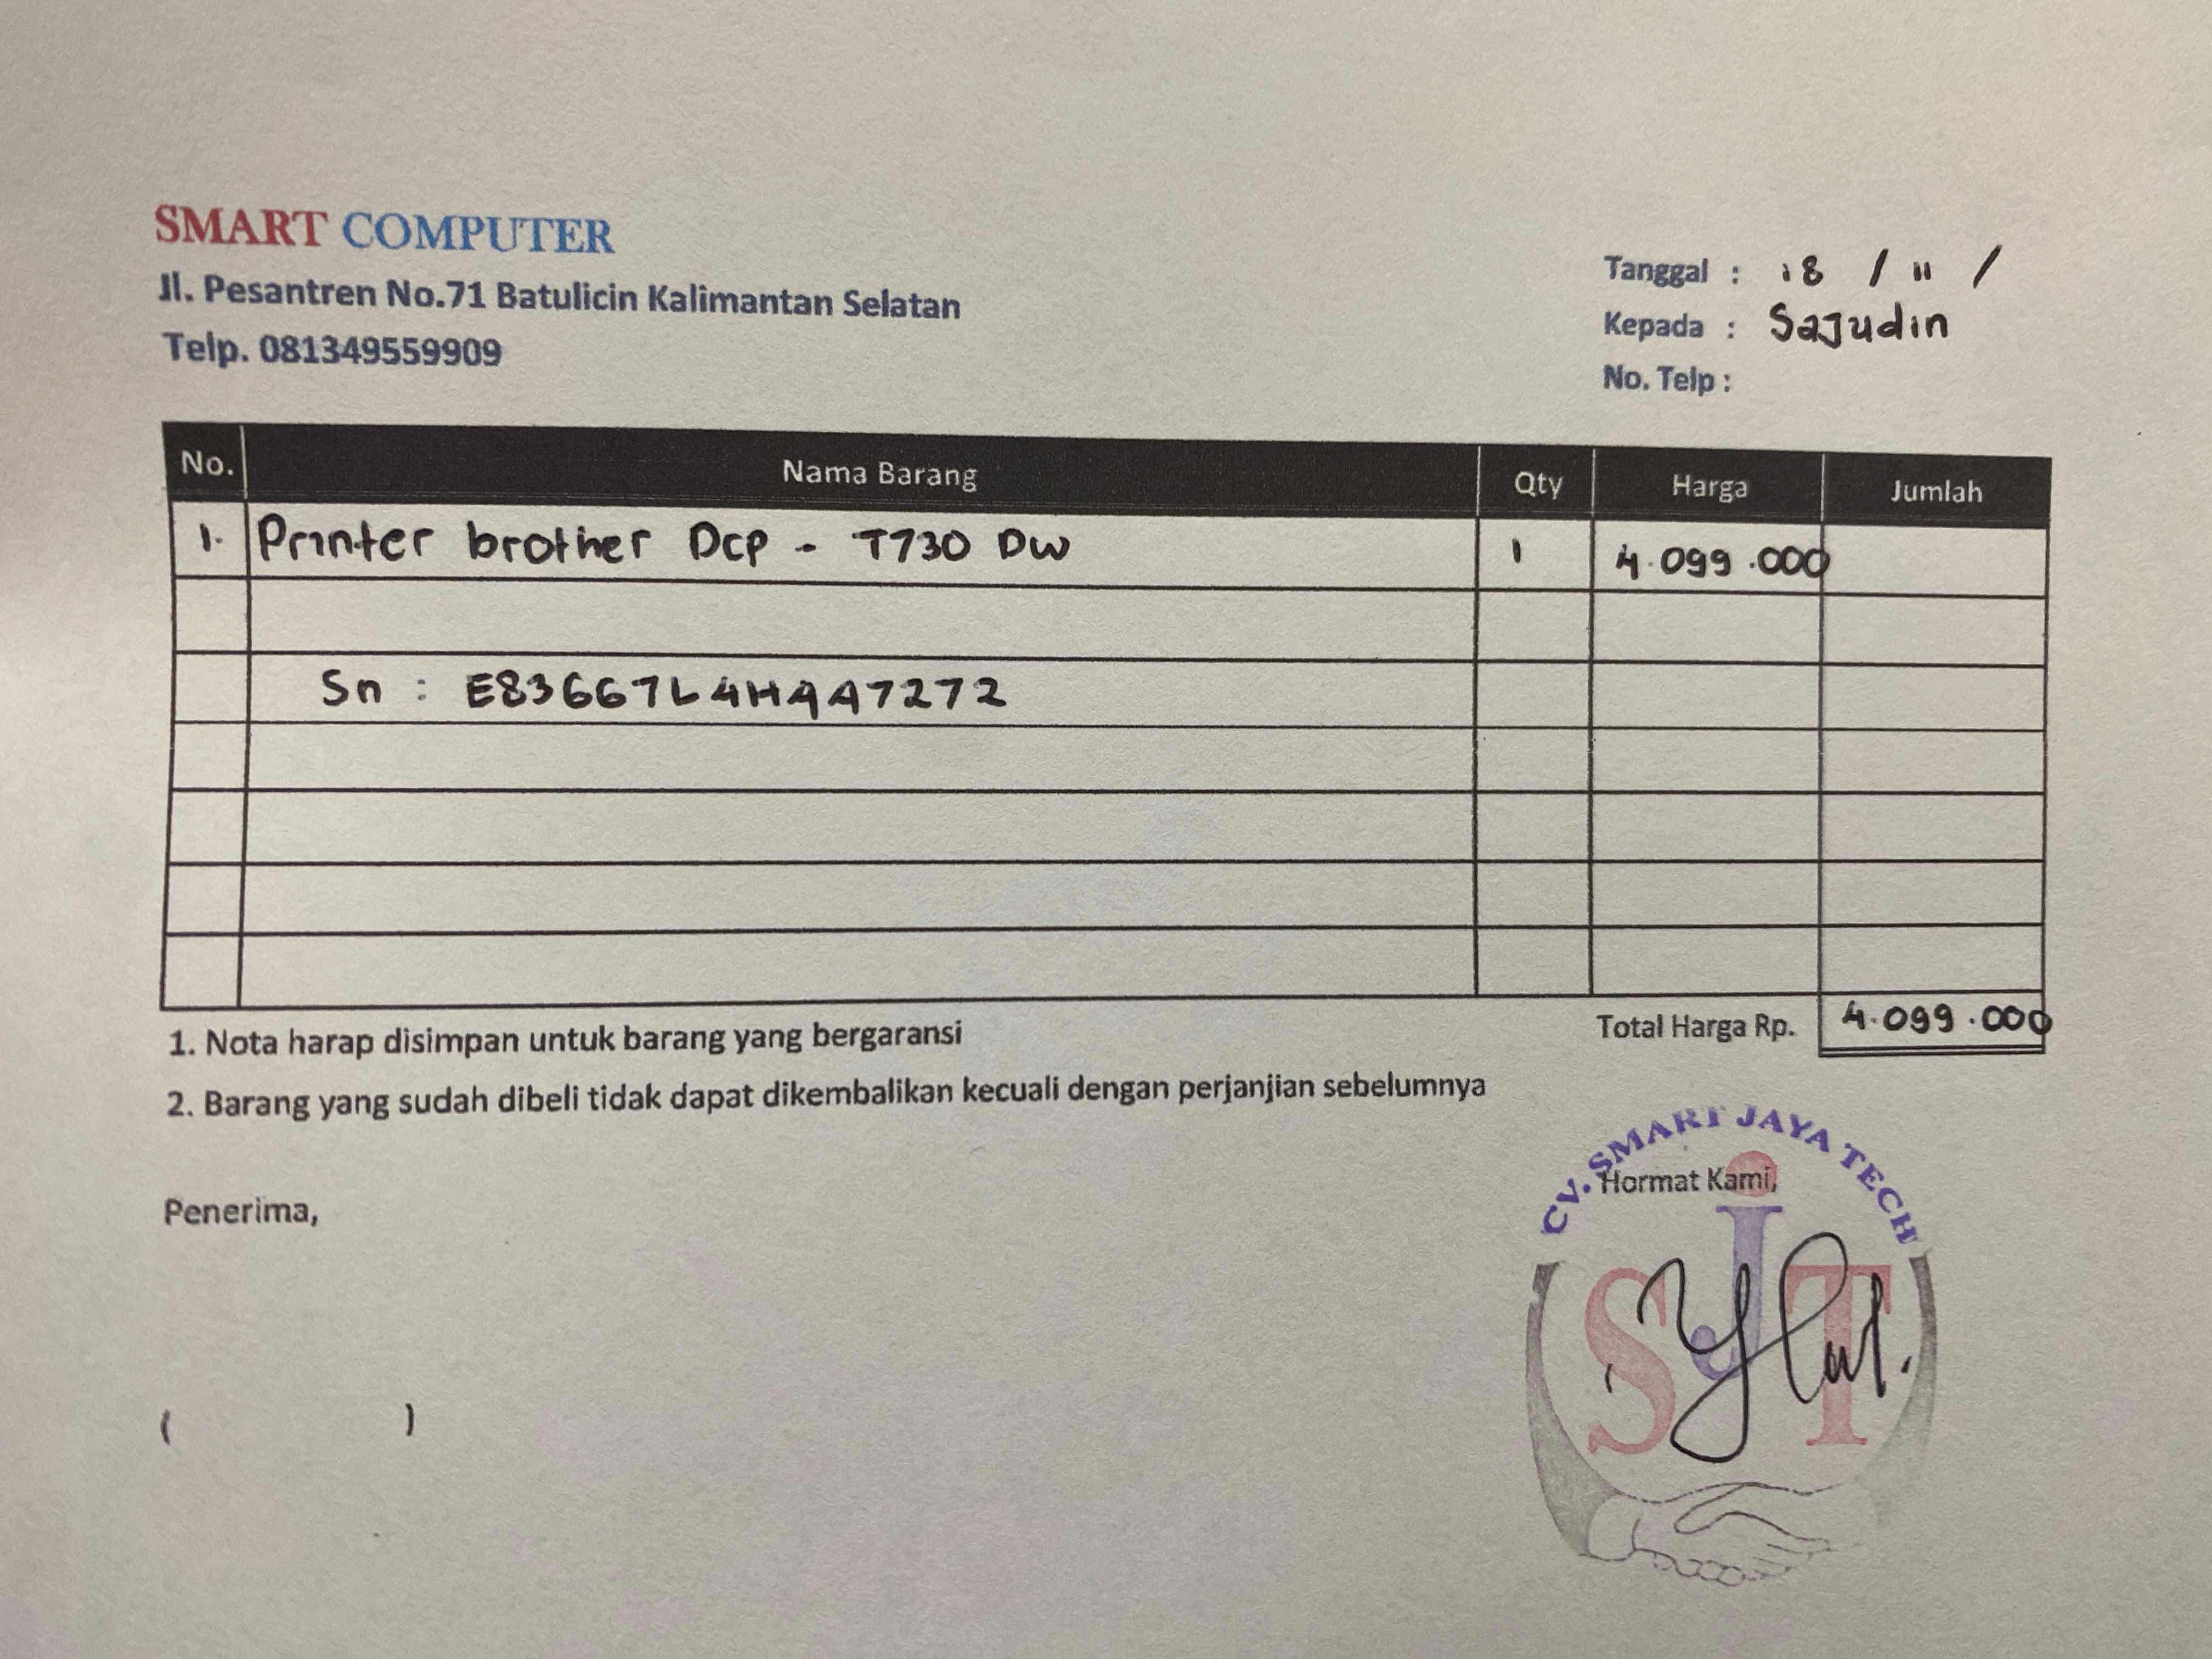 SMART COMPUTER
Jl. Pesantren No.71 Batulicin Kalimantan Selatan
Telp. 081349559909
Tanggal : 18 / 11 /
Kepada : Sajudin
No. Telp :
No. Nama Barang Qty Harga Jumlah
1. Printer brother Dcp - T730 DW 1 4.099.000
Sn : E83667L4H4A7272
Total Harga Rp. 4.099.000
1. Nota harap disimpan untuk barang yang bergaransi
2. Barang yang sudah dibeli tidak dapat dikembalikan kecuali dengan perjanjian sebelumnya
Penerima,
( )
Hormat Kami,
CV. SMART JAYA TECH
SJT